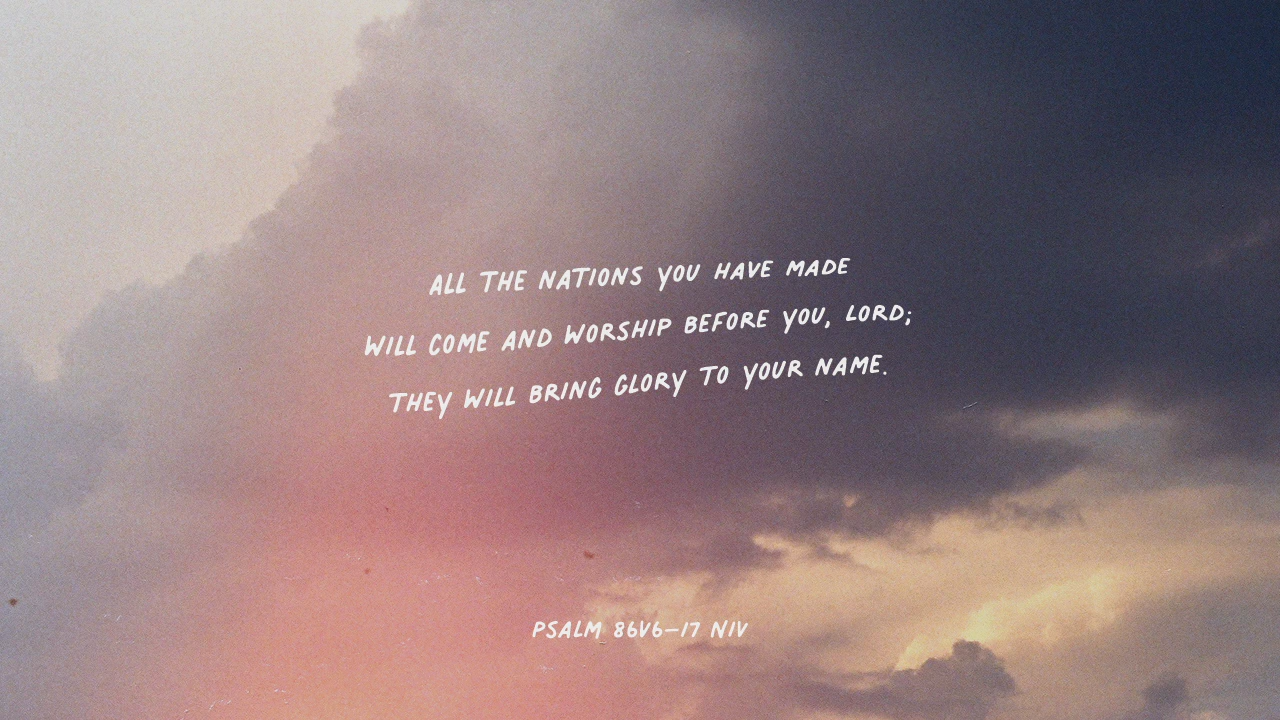 ALL THE NATIONS YOU HAVE MADE
WILL COME AND WORSHIP BEFORE YOU, LORD;
THEY WILL BRING GLORY TO YOUR NAME.
PSALM 86V6–17 NIV